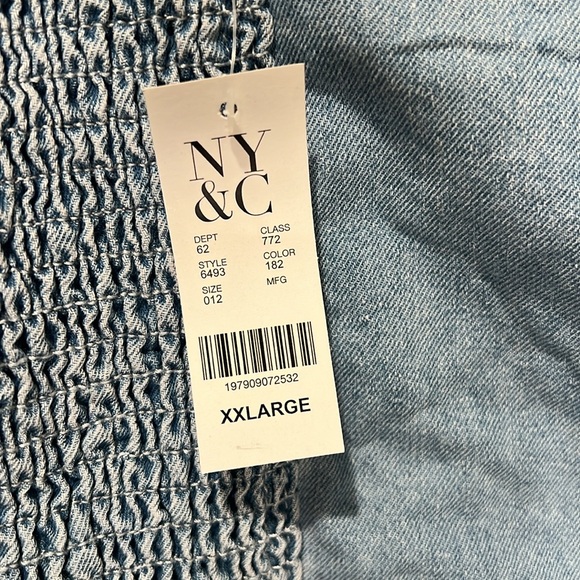 NY
&C
DEPT CLASS
62 772
STYLE COLOR
6493 182
SIZE MFG
012
197909072532
XXLARGE